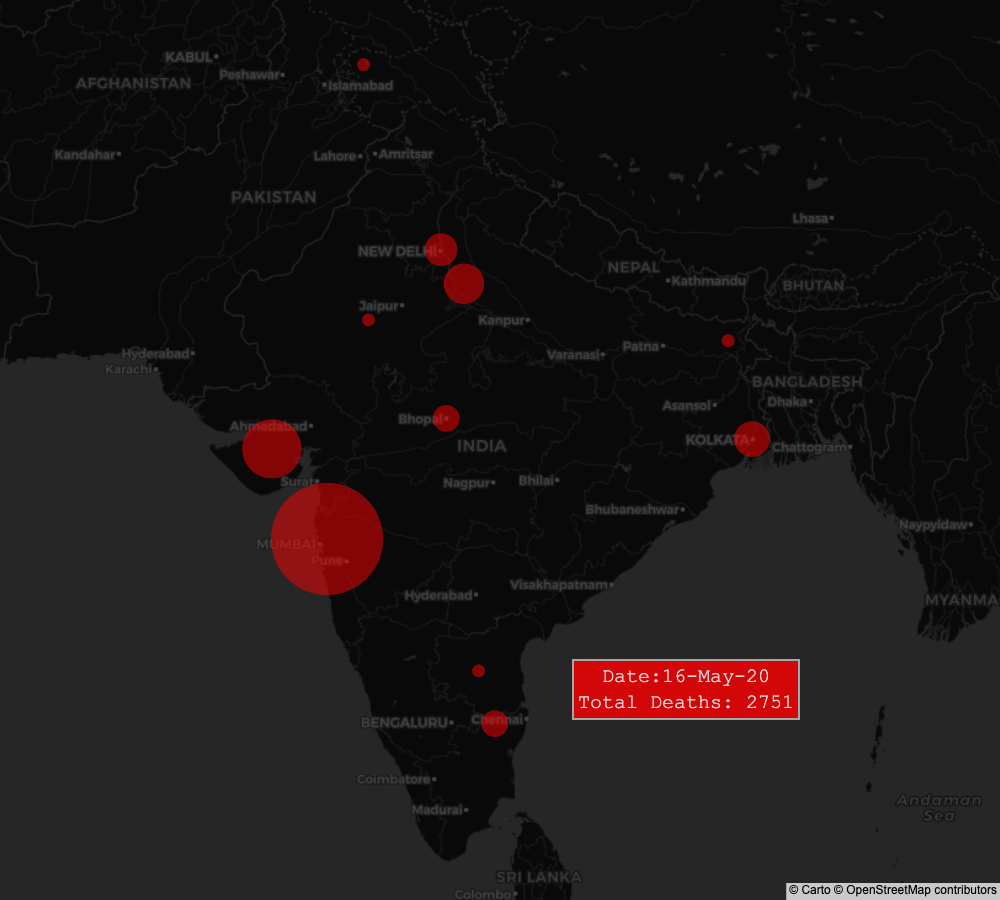 KABUL
Peshawar
AFGHANISTAN
Islamabad
Kandahar
Lahore
Amritsar
PAKISTAN
Lhasa
NEW DELHI
NEPAL
Kathmandu
BHUTAN
Jaipur
Kanpur
Hyderabad
Karachi
Varanasi
Patna
BANGLADESH
Dhaka
Asansol
Ahmedabad
Bhopal
INDIA
KOLKATA
Chattogram
Surat
Nagpur
Bhilai
Bhubaneshwar
Naypyidaw
MUMBAI
Pune
Visakhapatnam
Hyderabad
MYANMA
Date:16-May-20
Total Deaths: 2751
BENGALURU
Chennai
Coimbatore
Madurai
Andaman
Sea
SRI LANKA
Colombo
© Carto © OpenStreetMap contributors